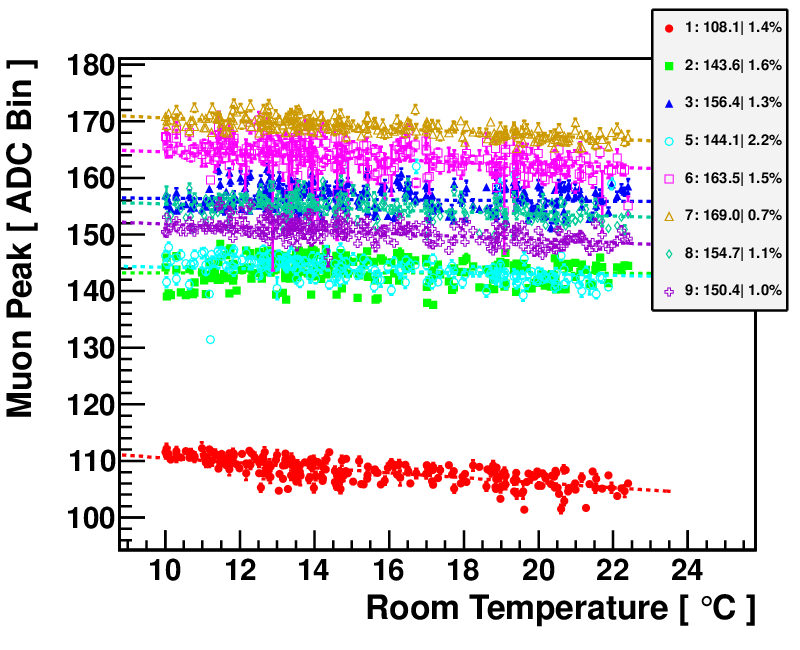 1: 108.1| 1.4%
2: 143.6| 1.6%
3: 156.4| 1.3%
5: 144.1| 2.2%
6: 163.5| 1.5%
7: 169.0| 0.7%
8: 154.7| 1.1%
9: 150.4| 1.0%
Muon Peak [ ADC Bin ]
180
170
160
150
140
130
120
110
100
10 12 14 16 18 20 22 24
Room Temperature [ °C ]